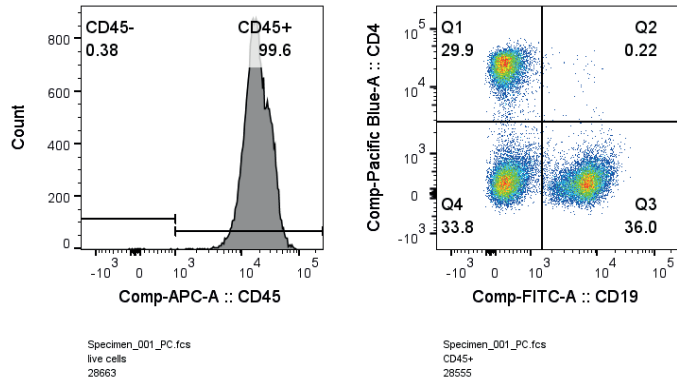 CD45-
0.38
CD45+
99.6
Count
800
600
400
200
0
-10^3
0
10^3
10^4
10^5
Comp-APC-A :: CD45
Specimen_001_PC.fcs
live cells
28663
Q1
29.9
Q2
0.22
Q4
33.8
Q3
36.0
Comp-Pacific Blue-A :: CD4
10^5
10^4
10^3
0
-10^3
-10^3
0
10^3
10^4
10^5
Comp-FITC-A :: CD19
Specimen_001_PC.fcs
CD45+
28555